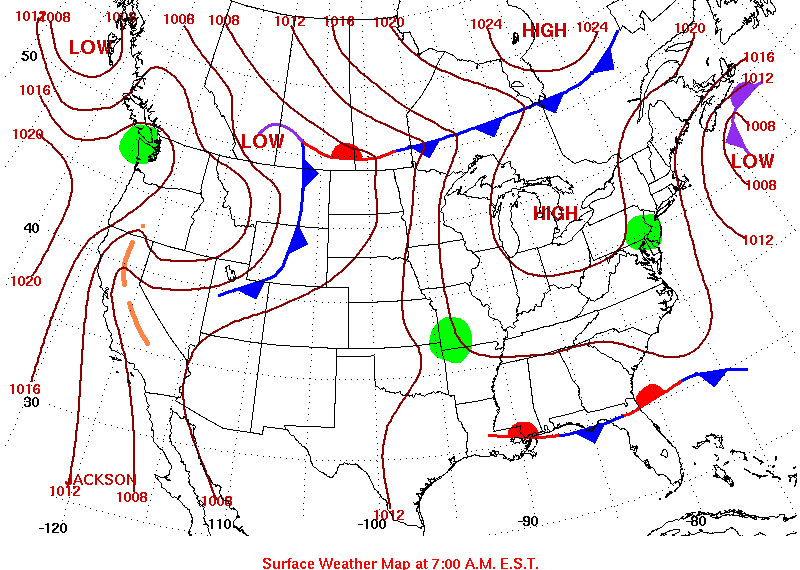 1012 1008 1008 1008 1008 1012 1016 1020 1024 HIGH 1024 1020
LOW
50
1016
1012
1016
1020
1008
LOW
LOW
1008
HIGH
40
1012
1020
1016
30
JACKSON
1012 1008 1008
1012
-120 -110 -100 -90 -80
Surface Weather Map at 7:00 A.M. E.S.T.